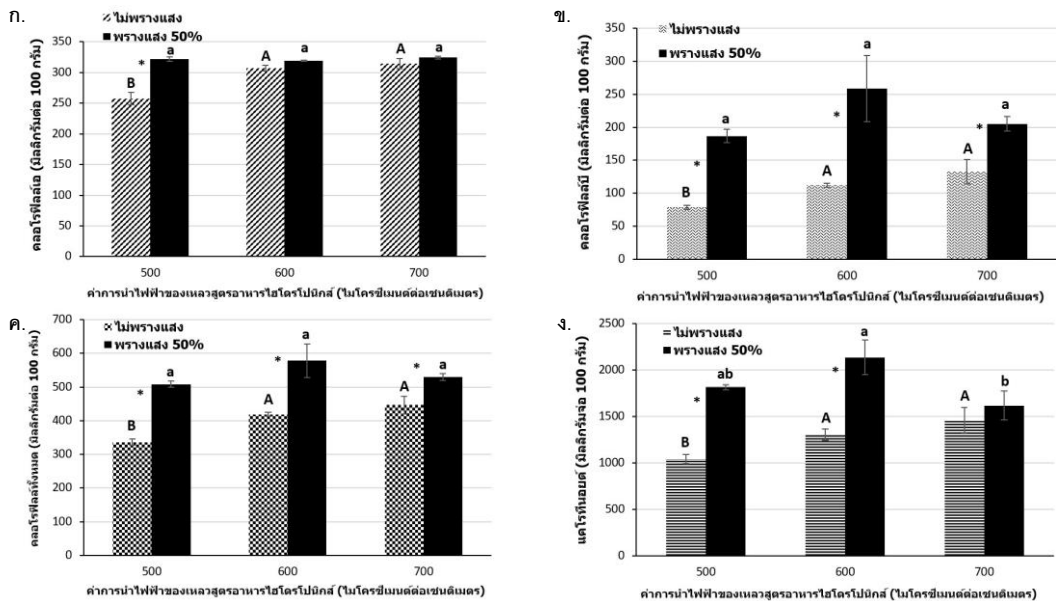 ก.
ไม่พรางแสง
พรางแสง 50%
คลอโรฟิลล์เอ (มิลลิกรัมต่อ 100 กรัม)
350
300
250
200
150
100
50
0
B
*
a
A
a
A
a
500
600
700
ค่าการนำไฟฟ้าของเหลวสูตรอาหารไฮโดรโปนิกส์ (ไมโครซีเมนต์ต่อเซนติเมตร)
ข.
ไม่พรางแสง
พรางแสง 50%
คลอโรฟิลล์บี (มิลลิกรัมต่อ 100 กรัม)
350
300
250
200
150
100
50
0
B
*
a
A
*
a
A
*
a
500
600
700
ค่าการนำไฟฟ้าของเหลวสูตรอาหารไฮโดรโปนิกส์ (ไมโครซีเมนต์ต่อเซนติเมตร)
ค.
ไม่พรางแสง
พรางแสง 50%
คลอโรฟิลล์ทั้งหมด (มิลลิกรัมต่อ 100 กรัม)
700
600
500
400
300
200
100
0
B
*
a
A
*
a
A
*
a
500
600
700
ค่าการนำไฟฟ้าของเหลวสูตรอาหารไฮโดรโปนิกส์ (ไมโครซีเมนต์ต่อเซนติเมตร)
ง.
ไม่พรางแสง
พรางแสง 50%
แคโรทีนอยด์ (มิลลิกรัมจ่อ 100 กรัม)
2500
2000
1500
1000
500
0
B
*
ab
A
*
a
A
b
500
600
700
ค่าการนำไฟฟ้าของเหลวสูตรอาหารไฮโดรโปนิกส์ (ไมโครซีเมนต์ต่อเซนติเมตร)